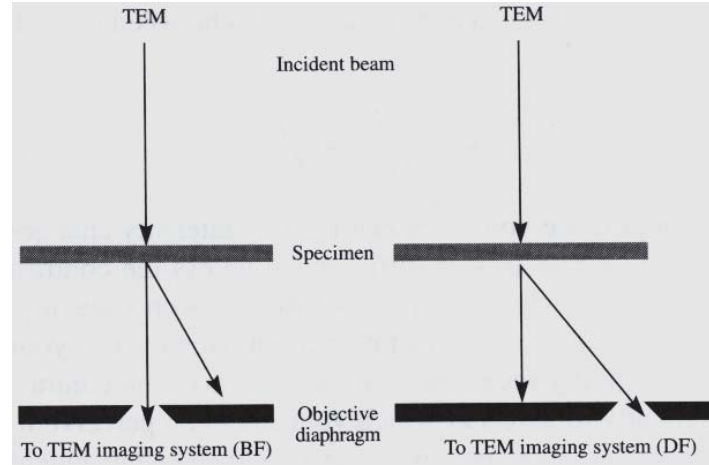 TEM
TEM
Incident beam
Specimen
Objective
diaphragm
To TEM imaging system (BF)
To TEM imaging system (DF)